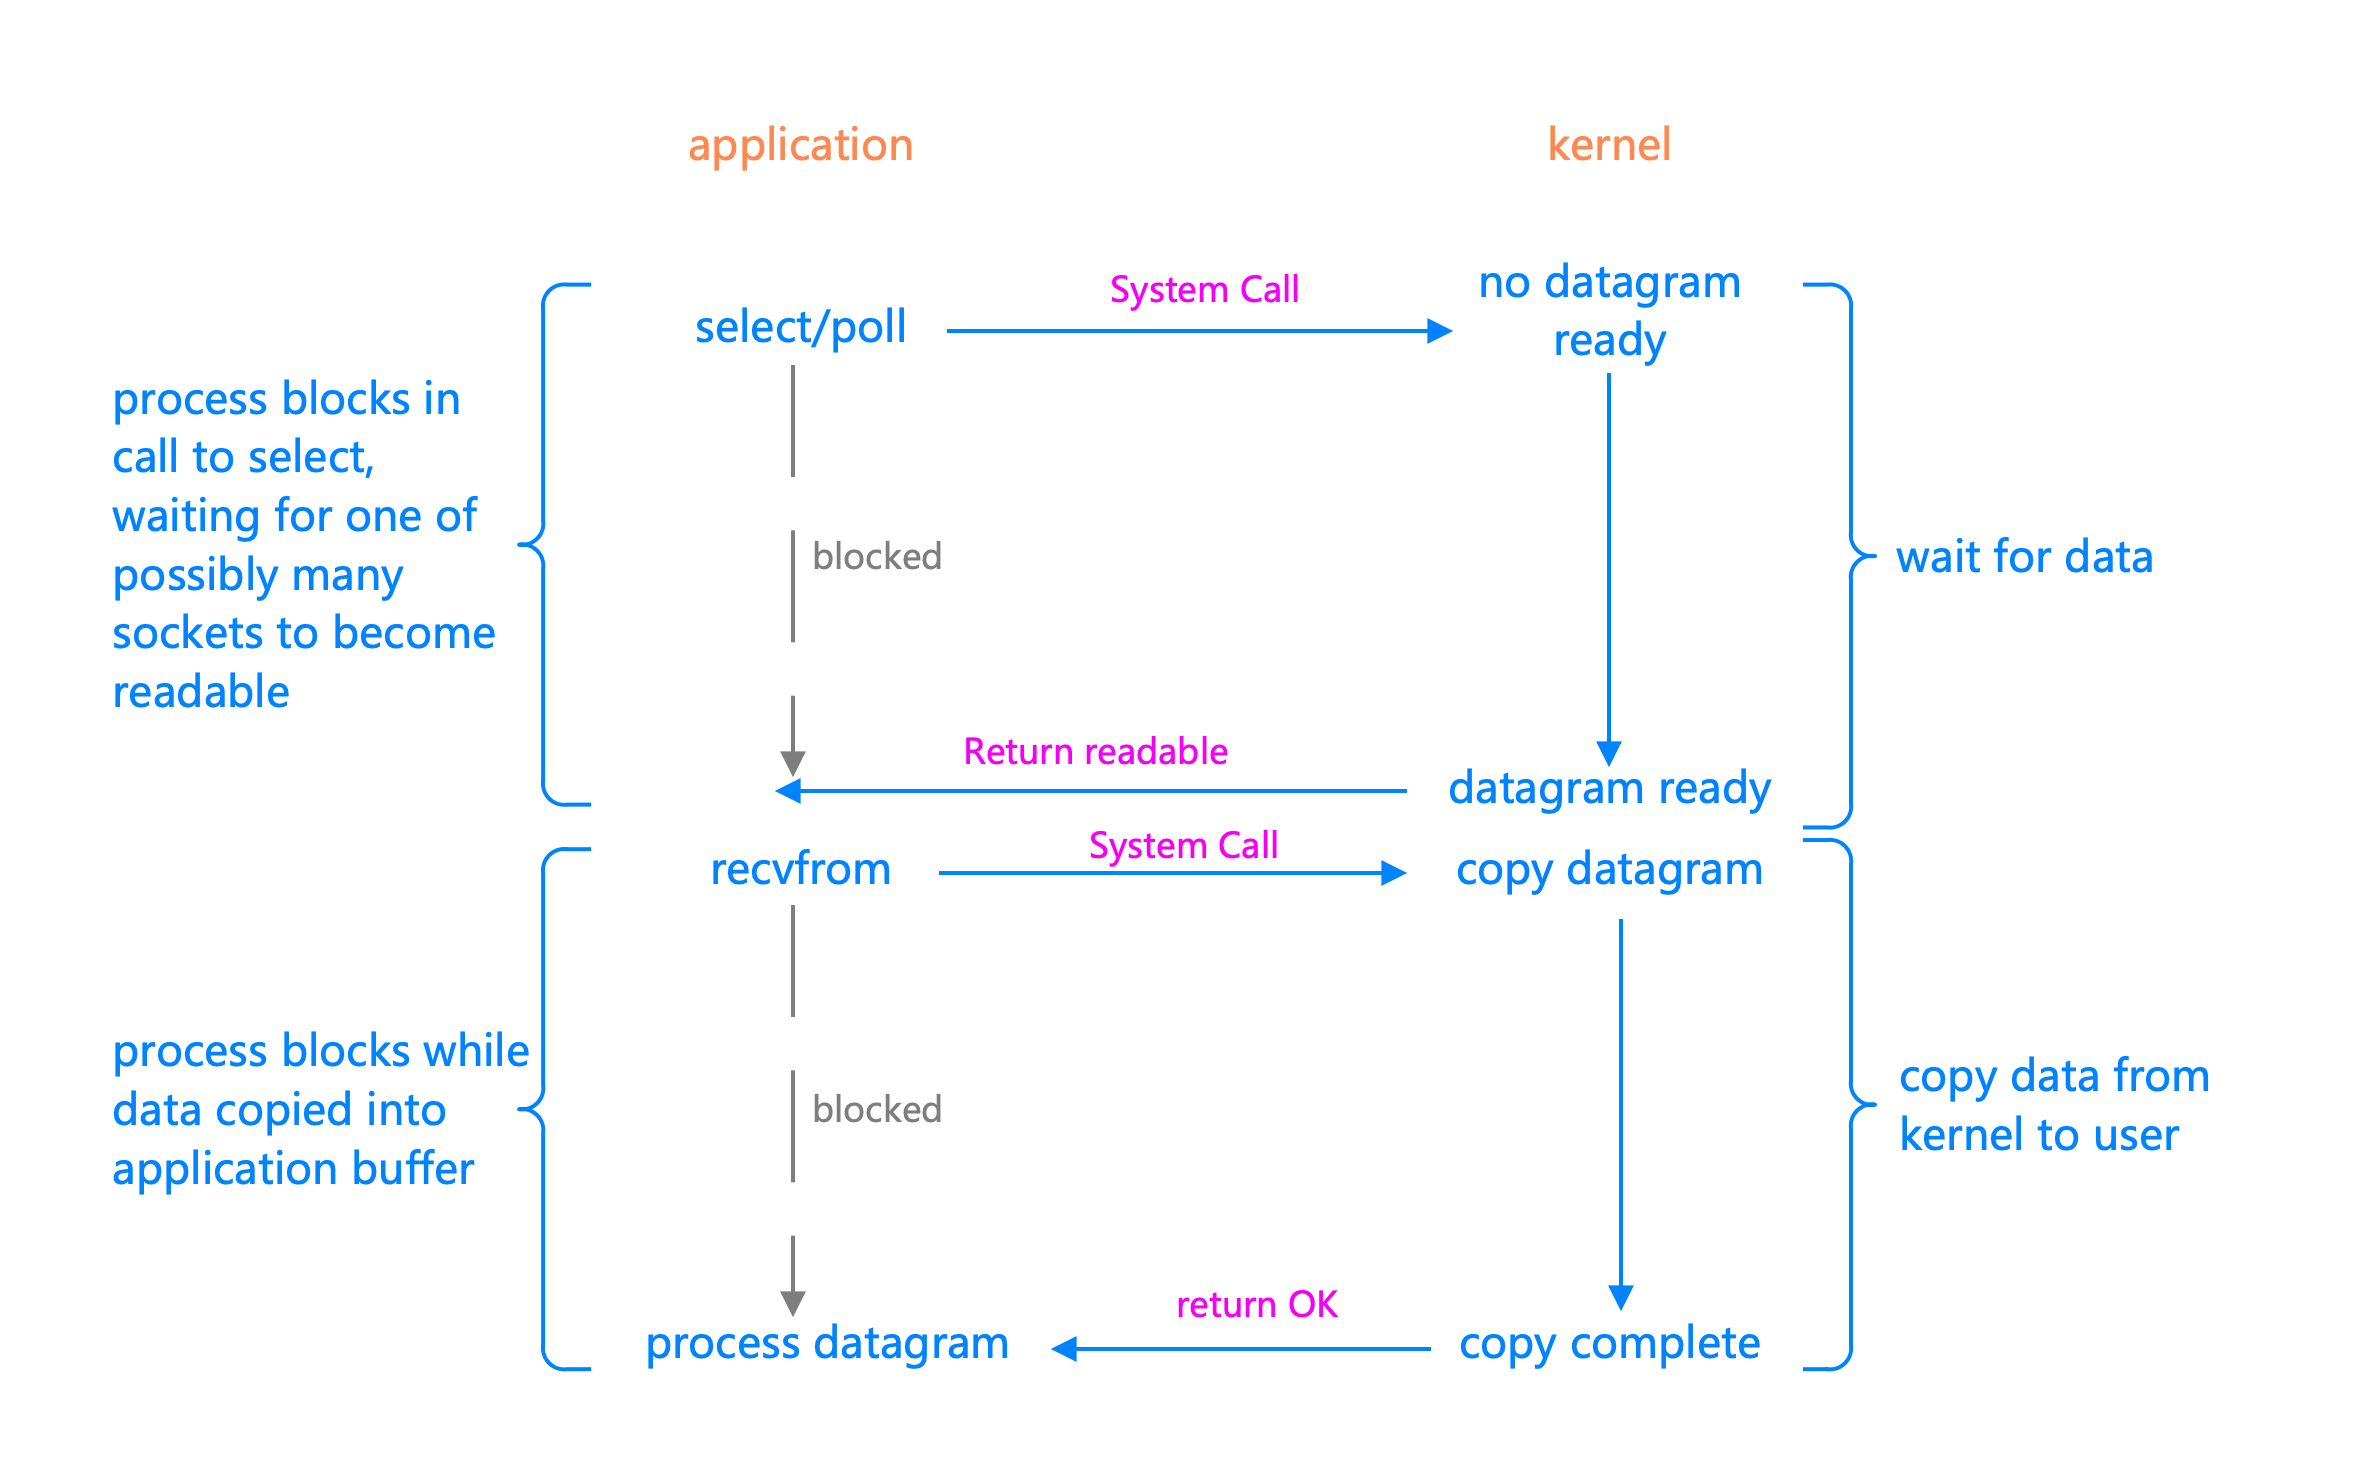 application
kernel
System Call
no datagram
ready
select/poll
process blocks in
call to select,
waiting for one of
possibly many
sockets to become
readable
blocked
wait for data
Return readable
datagram ready
System Call
recvfrom
copy datagram
process blocks while
data copied into
application buffer
blocked
copy data from
kernel to user
return OK
process datagram
copy complete